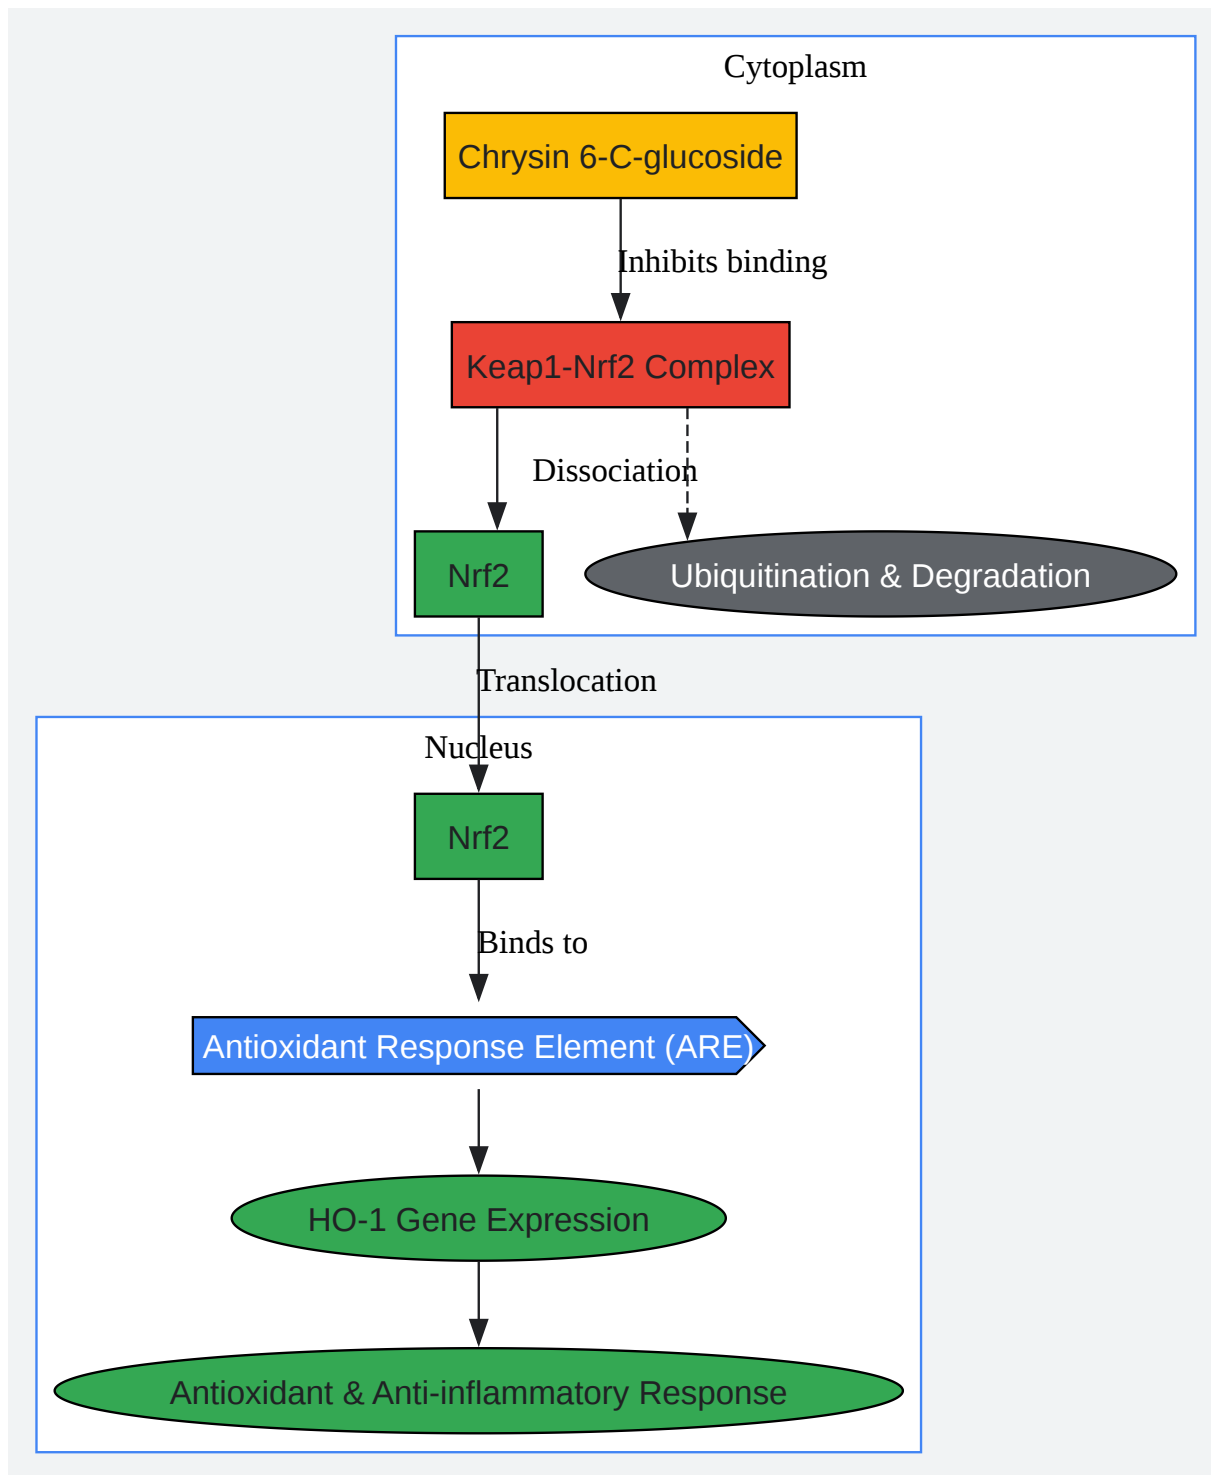 Cytoplasm
Chrysin 6-C-glucoside
Inhibits binding
Keap1-Nrf2 Complex
Dissociation
Nrf2
Ubiquitination & Degradation
Translocation
Nucleus
Nrf2
Binds to
Antioxidant Response Element (ARE)
HO-1 Gene Expression
Antioxidant & Anti-inflammatory Response